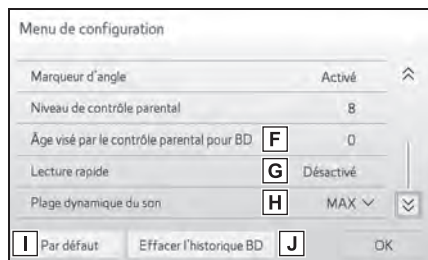 Menu de configuration
Marqueur d'angle Activé
Niveau de contrôle parental 8
Âge visé par le contrôle parental pour BD F 0
Lecture rapide G Désactivé
Plage dynamique du son H MAX
I Par défaut Effacer l'historique BD J OK